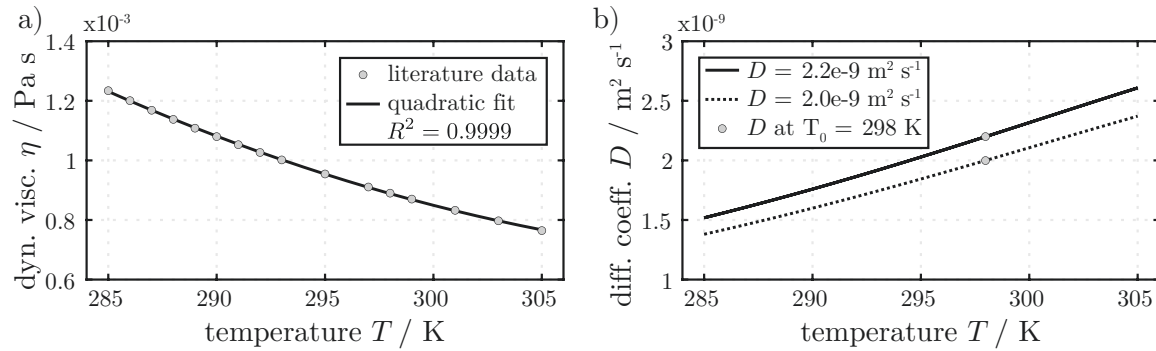 a)
x10⁻³
1.4
1.2
1
0.8
0.6
dyn. visc. η / Pa s
literature data
quadratic fit
R² = 0.9999
285 290 295 300 305
temperature T / K
b)
x10⁻⁹
3
2.5
2
1.5
1
diff. coeff. D / m² s⁻¹
D = 2.2e-9 m² s⁻¹
D = 2.0e-9 m² s⁻¹
D at T₀ = 298 K
285 290 295 300 305
temperature T / K